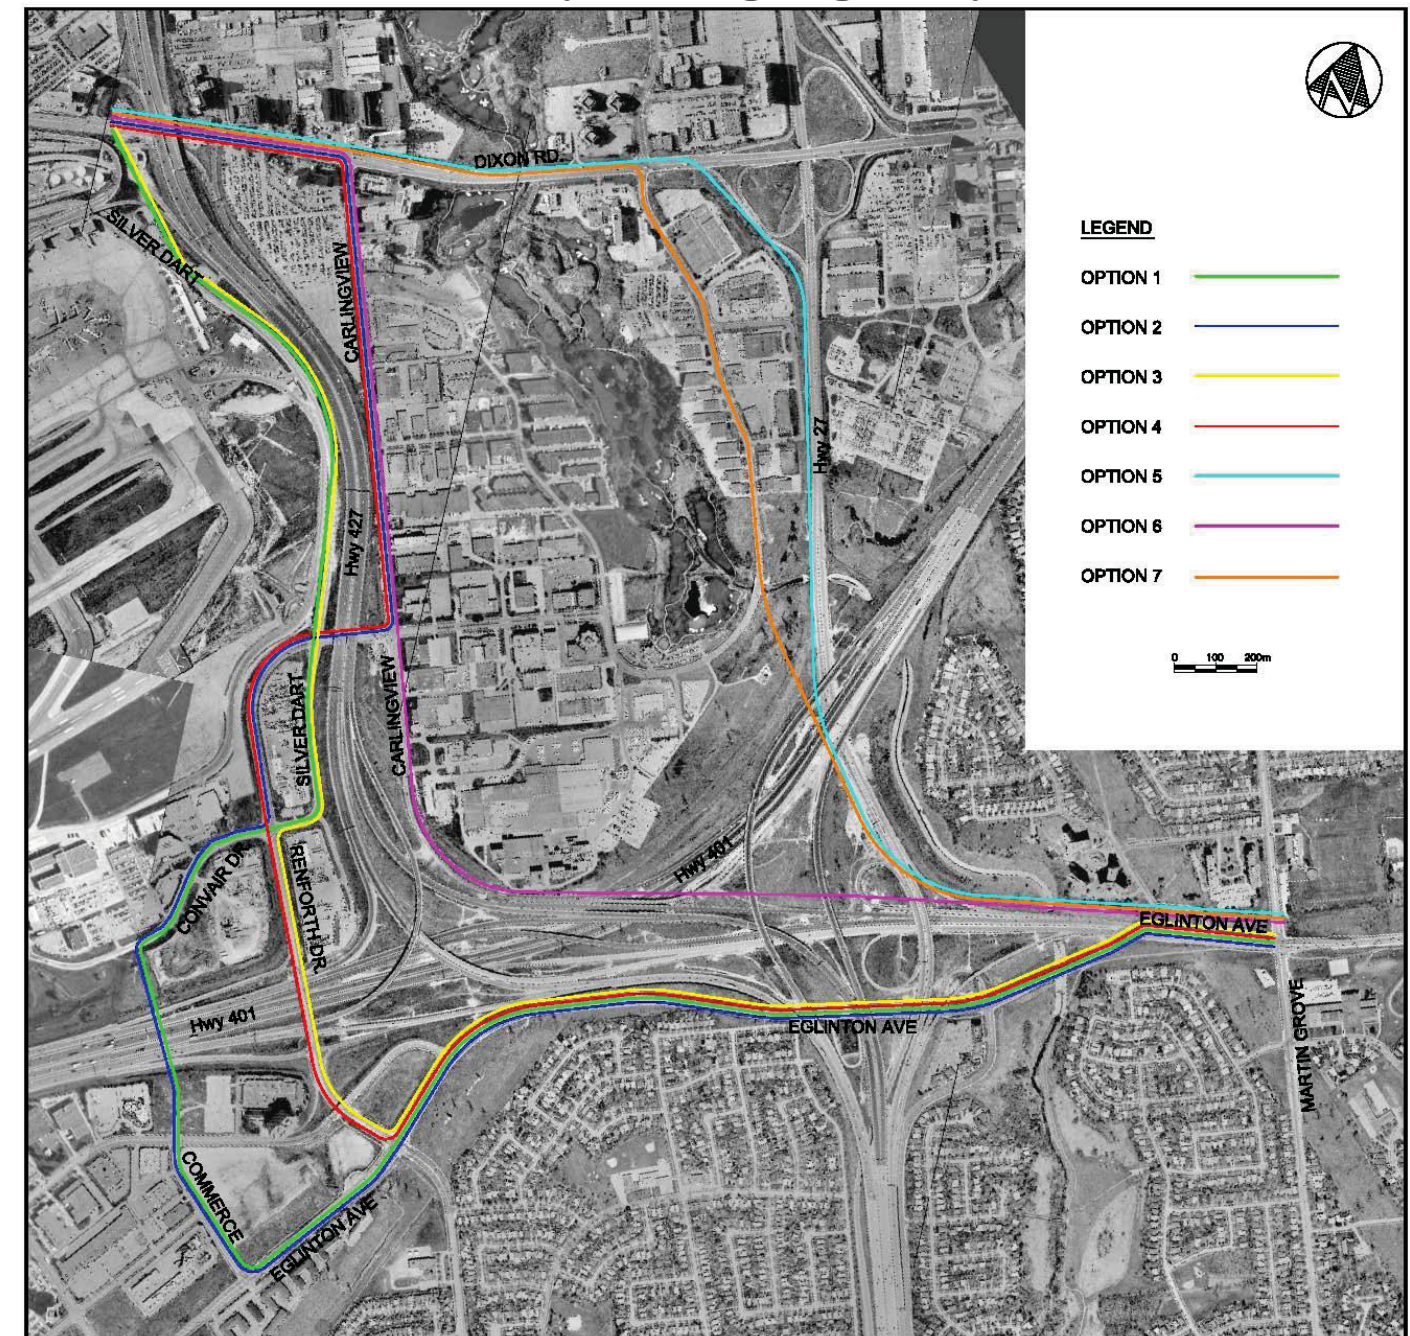 DIXON RD.
SILVER DART
CARLINGVIEW
LEGEND
OPTION 1
OPTION 2
OPTION 3
OPTION 4
OPTION 5
OPTION 6
OPTION 7
0 100 200m
Hwy 27
Hwy 427
SILVER DART
CARLINGVIEW
Hwy 401
CONVAIR DR.
RENFORTH DR.
EGLINTON AVE
Hwy 401
EGLINTON AVE
MARTIN GROVE
COMMERCE
EGLINTON AVE